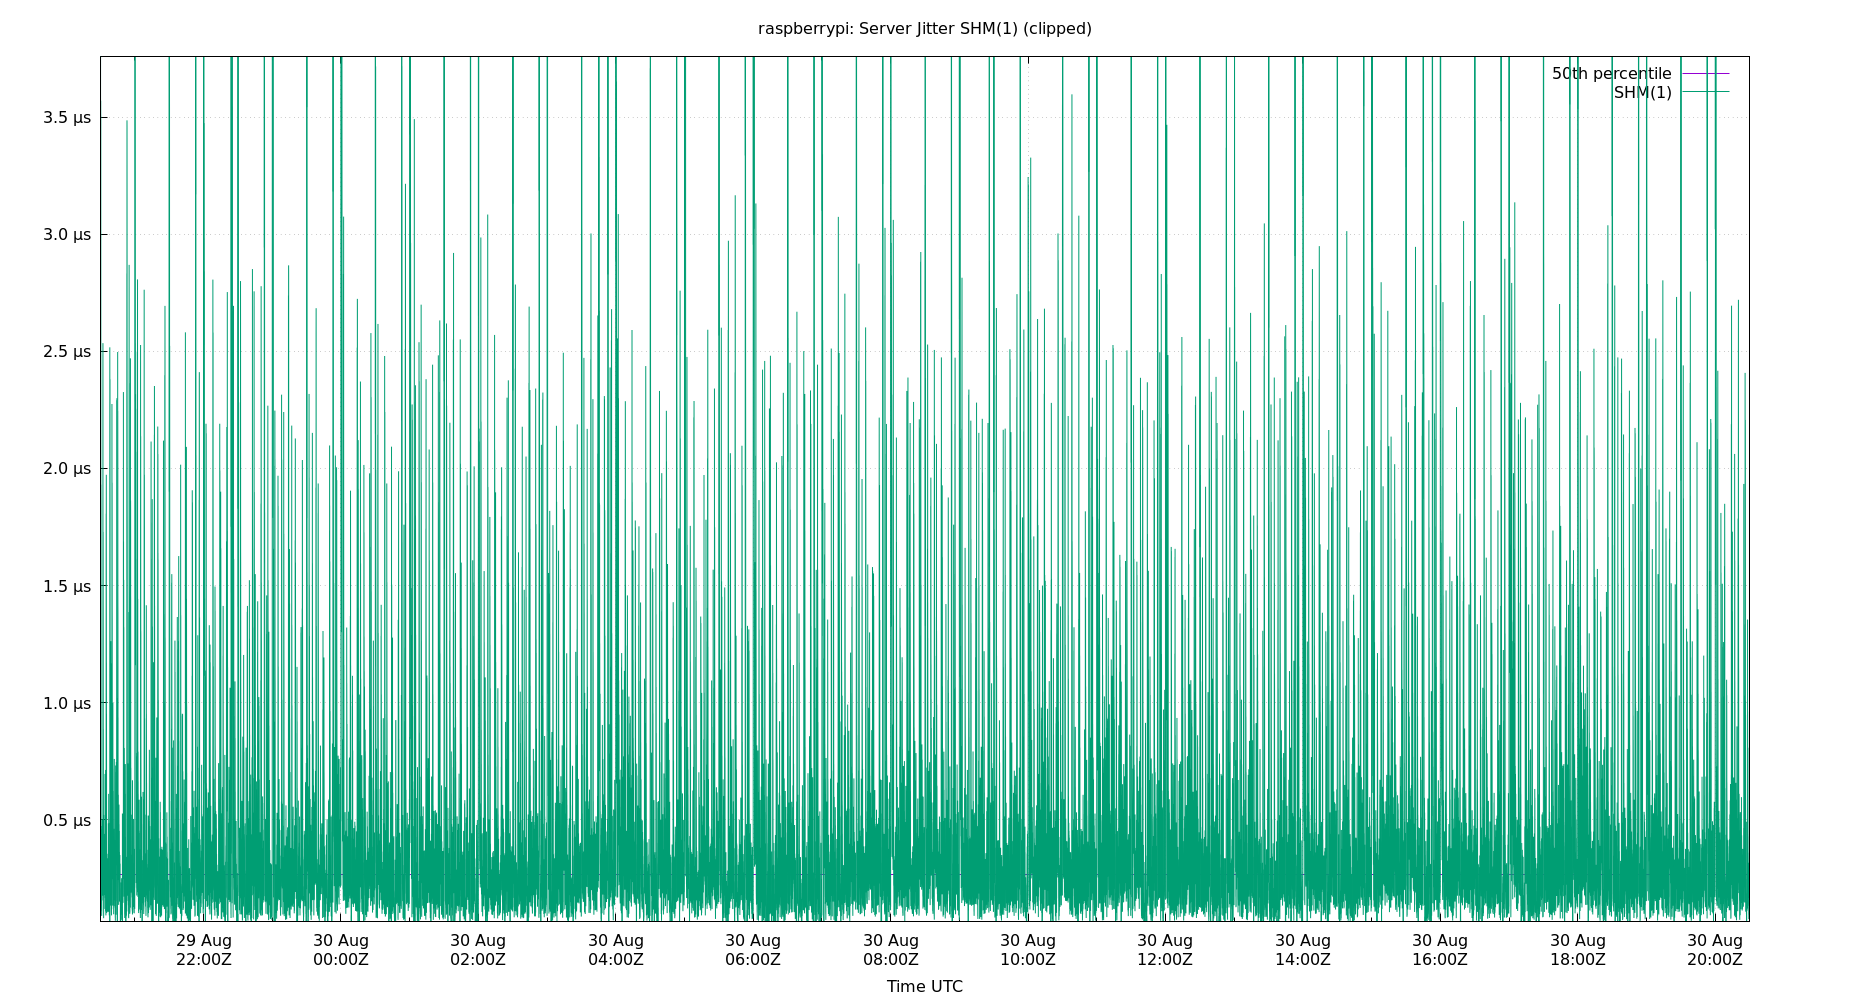 raspberrypi: Server Jitter SHM(1) (clipped)
50th percentile
SHM(1)
3.5 µs
3.0 µs
2.5 µs
2.0 µs
1.5 µs
1.0 µs
0.5 µs
29 Aug 30 Aug 30 Aug 30 Aug 30 Aug 30 Aug 30 Aug 30 Aug 30 Aug 30 Aug 30 Aug 30 Aug
22:00Z 00:00Z 02:00Z 04:00Z 06:00Z 08:00Z 10:00Z 12:00Z 14:00Z 16:00Z 18:00Z 20:00Z
Time UTC